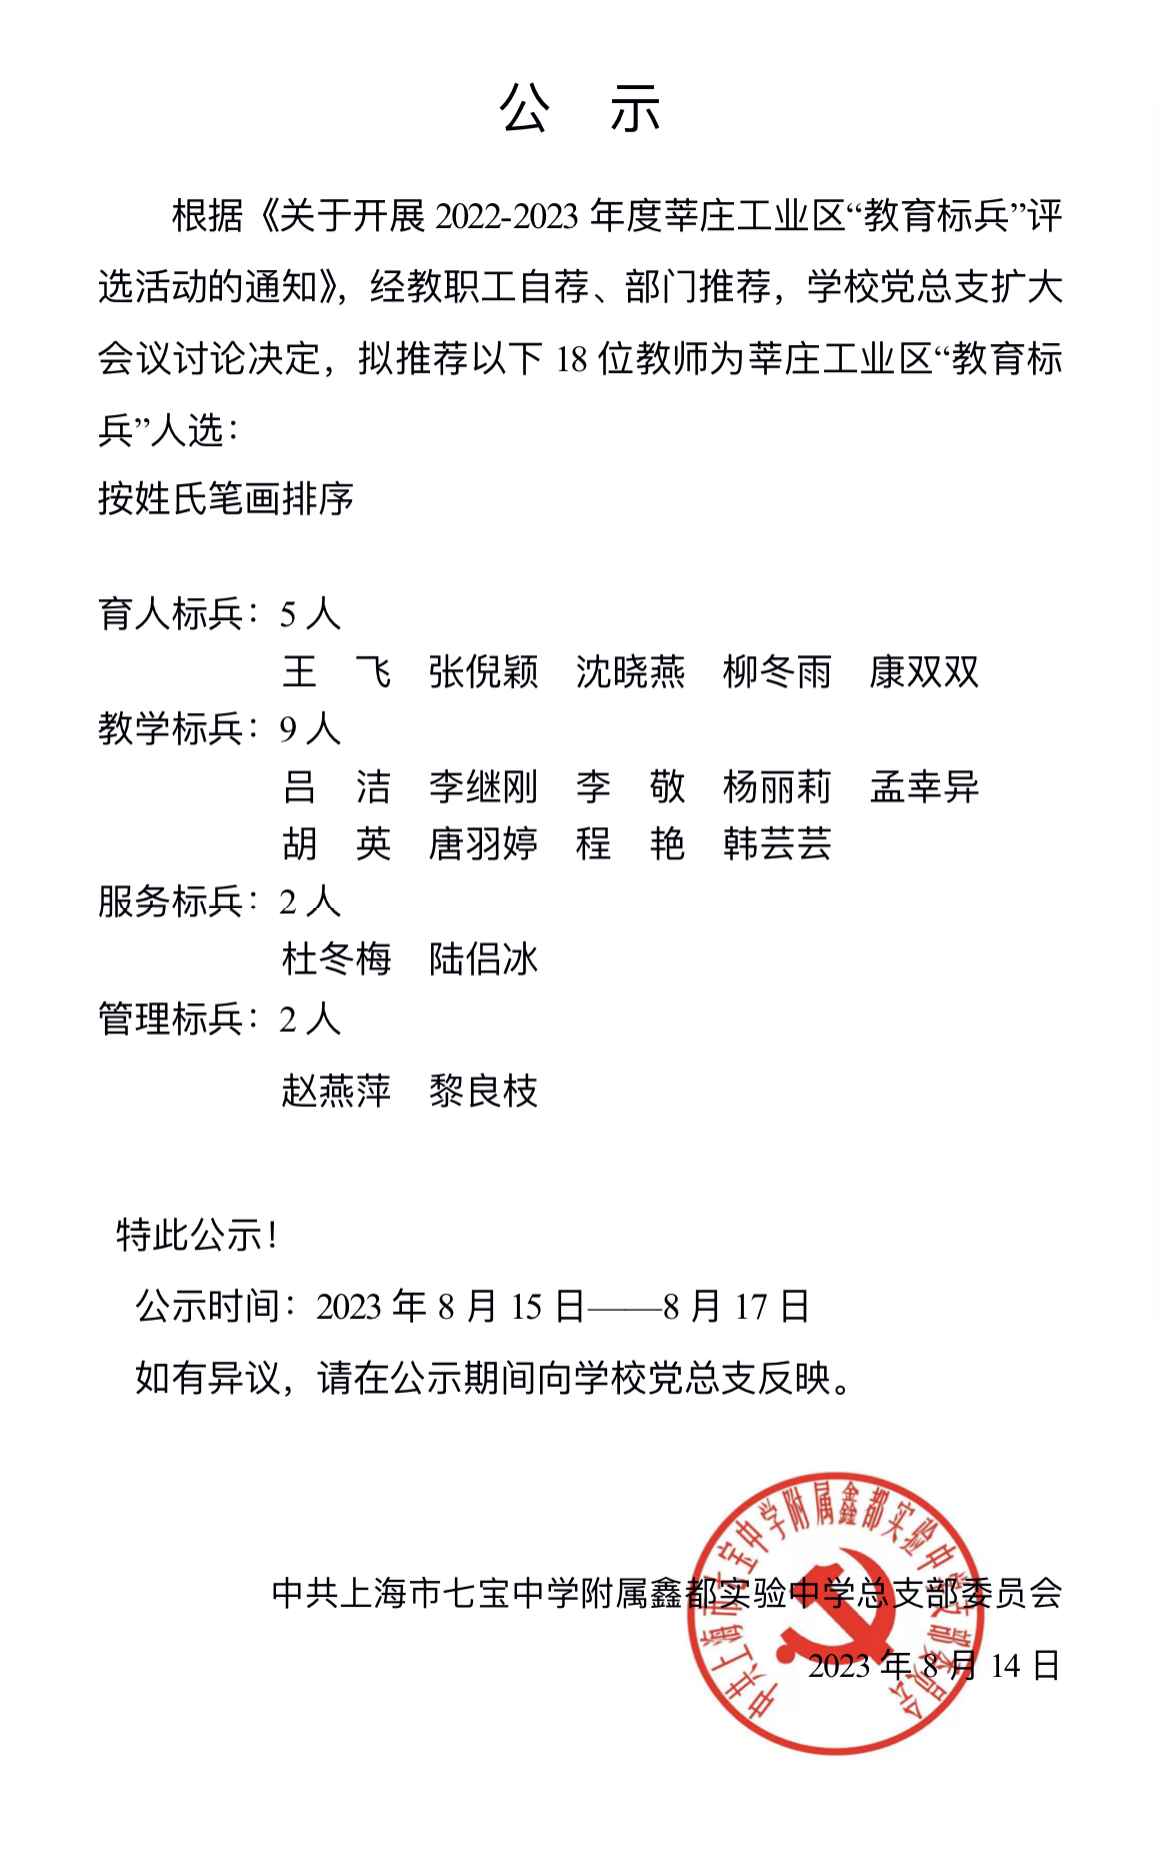 公　示
根据《关于开展 2022-2023 年度莘庄工业区“教育标兵”评
选活动的通知》，经教职工自荐、部门推荐，学校党总支扩大
会议讨论决定，拟推荐以下 18 位教师为莘庄工业区“教育标
兵”人选：
按姓氏笔画排序
育人标兵：5 人
王　飞　张倪颖　沈晓燕　柳冬雨　康双双
教学标兵：9 人
吕　洁　李继刚　李　敬　杨丽莉　孟幸异
胡　英　唐羽婷　程　艳　韩芸芸
服务标兵：2 人
杜冬梅　陆侣冰
管理标兵：2 人
赵燕萍　黎良枝
特此公示！
公示时间：2023 年 8 月 15 日——8 月 17 日
如有异议，请在公示期间向学校党总支反映。
中共上海市七宝中学附属鑫都实验中学总支部委员会
2023 年 8 月 14 日
中共上海市七宝中学附属鑫都实验中学总支部委员会